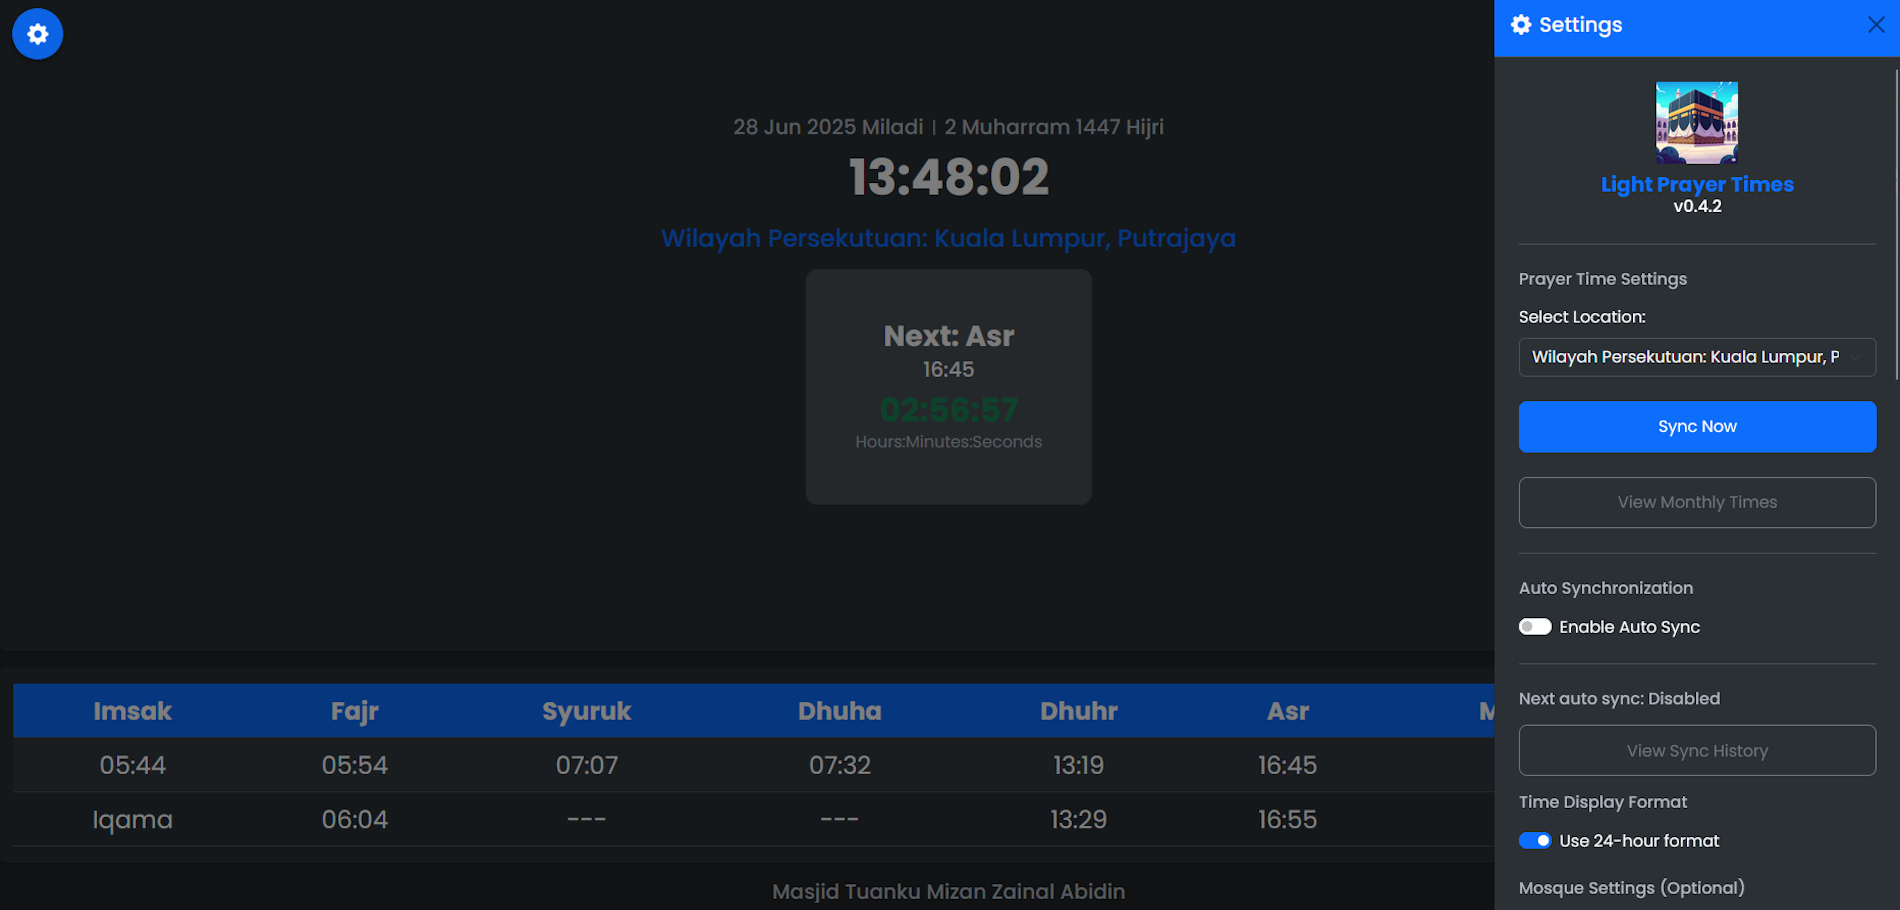 28 Jun 2025 Miladi | 2 Muharram 1447 Hijri
13:48:02
Wilayah Persekutuan: Kuala Lumpur, Putrajaya
Next: Asr
16:45
02:56:57
Hours:Minutes:Seconds
Imsak Fajr Syuruk Dhuha Dhuhr Asr
05:44 05:54 07:07 07:32 13:19 16:45
Iqama 06:04 --- --- 13:29 16:55
Masjid Tuanku Mizan Zainal Abidin
Settings
Light Prayer Times
v0.4.2
Prayer Time Settings
Select Location:
Wilayah Persekutuan: Kuala Lumpur, P
Sync Now
View Monthly Times
Auto Synchronization
Enable Auto Sync
Next auto sync: Disabled
View Sync History
Time Display Format
Use 24-hour format
Mosque Settings (Optional)